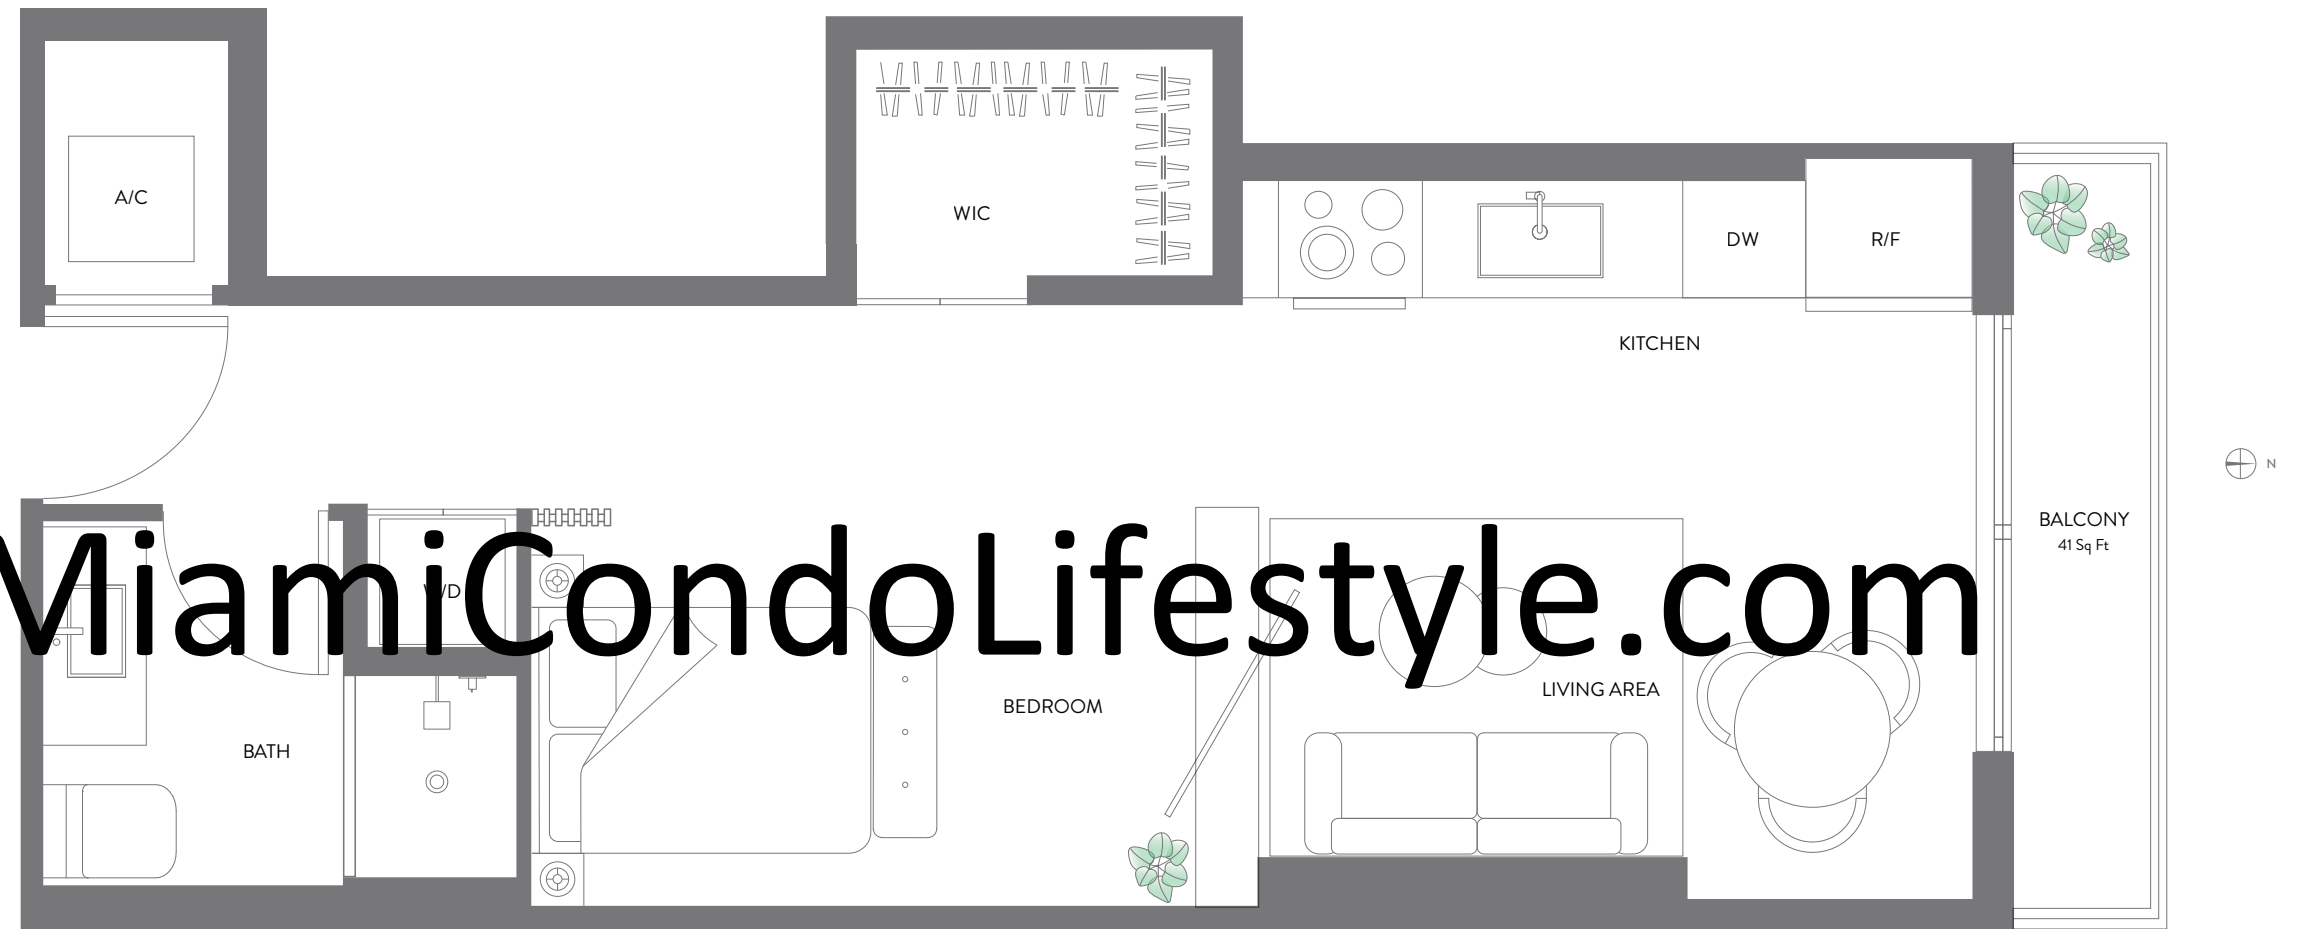 A/C
WIC
DW
R/F
KITCHEN
N
BALCONY
41 Sq Ft
W/D
MiamiCondoLifestyle.com
LIVING AREA
BEDROOM
BATH